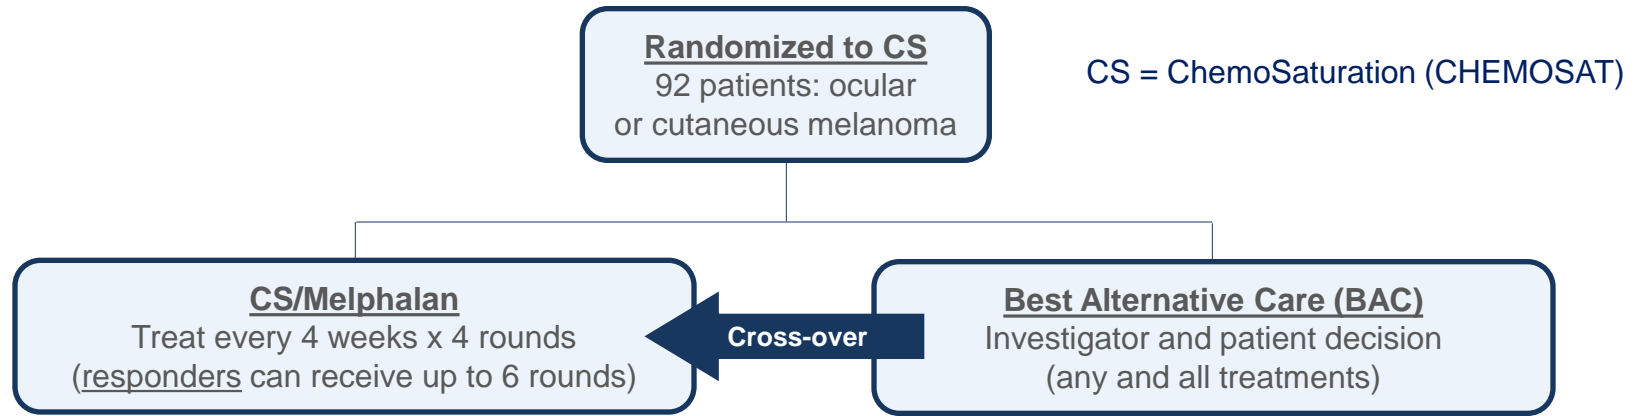 Randomized to CS
92 patients: ocular
or cutaneous melanoma
CS = ChemoSaturation (CHEMOSAT)
CS/Melphalan
Treat every 4 weeks x 4 rounds
(responders can receive up to 6 rounds)
Cross-over
Best Alternative Care (BAC)
Investigator and patient decision
(any and all treatments)